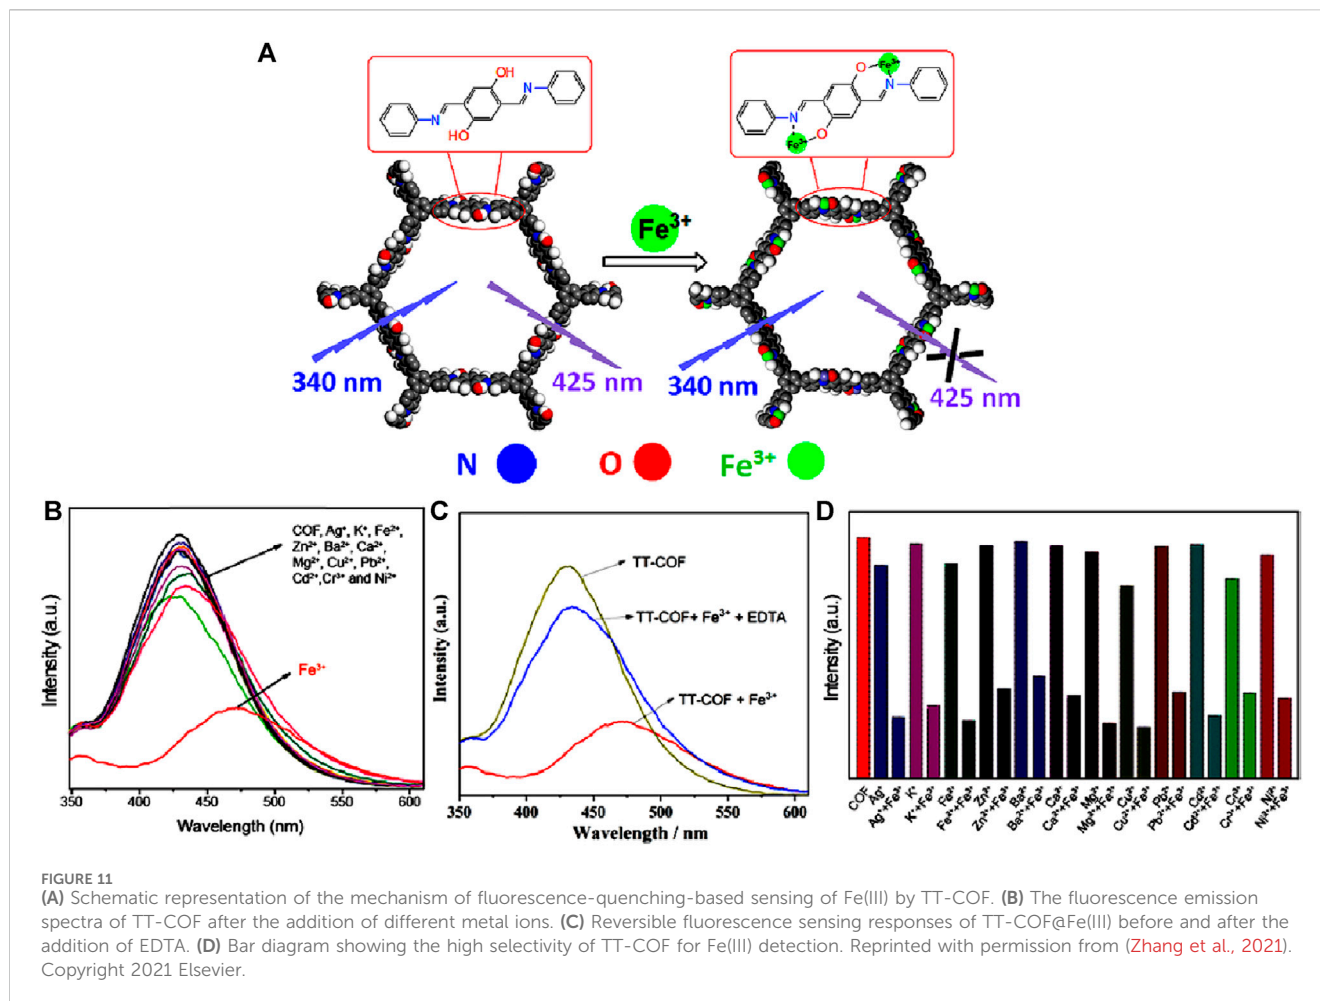 A
OH
N
N
HO
O
Fe³⁺
N
N
O
Fe³⁺
Fe³⁺
340 nm
425 nm
340 nm
425 nm
N
O
Fe³⁺
B
COF, Ag⁺, K⁺, Fe²⁺,
Zn²⁺, Ba²⁺, Ca²⁺,
Mg²⁺, Cu²⁺, Pb²⁺,
Cd²⁺,Cr³⁺ and Ni²⁺
Fe³⁺
Intensity (a.u.)
350 400 450 500 550 600
Wavelength (nm)
C
TT-COF
TT-COF+ Fe³⁺ + EDTA
TT-COF + Fe³⁺
Intensity (a.u.)
350 400 450 500 550 600
Wavelength / nm
D
Intensity (a.u.)
COF
Ag⁺
Ag⁺+Fe³⁺
K⁺
K⁺+Fe³⁺
Fe²⁺
Fe²⁺+Fe³⁺
Zn²⁺
Zn²⁺+Fe³⁺
Ba²⁺
Ba²⁺+Fe³⁺
Ca²⁺
Ca²⁺+Fe³⁺
Mg²⁺
Mg²⁺+Fe³⁺
Cu²⁺
Cu²⁺+Fe³⁺
Pb²⁺
Pb²⁺+Fe³⁺
Cd²⁺
Cd²⁺+Fe³⁺
Cr³⁺
Cr³⁺+Fe³⁺
Ni²⁺
Ni²⁺+Fe³⁺
FIGURE 11
(A) Schematic representation of the mechanism of fluorescence-quenching-based sensing of Fe(III) by TT-COF. (B) The fluorescence emission
spectra of TT-COF after the addition of different metal ions. (C) Reversible fluorescence sensing responses of TT-COF@Fe(III) before and after the
addition of EDTA. (D) Bar diagram showing the high selectivity of TT-COF for Fe(III) detection. Reprinted with permission from (Zhang et al., 2021).
Copyright 2021 Elsevier.